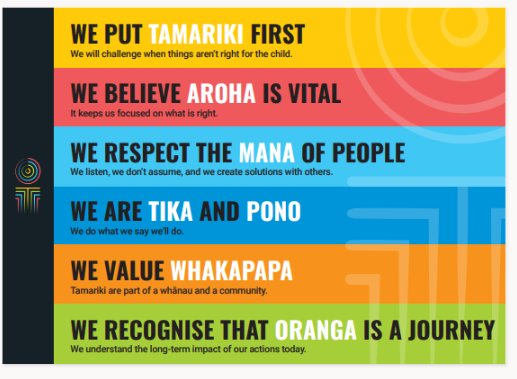 WE PUT TAMARIKI FIRST
We will challenge when things aren't right for the child.
WE BELIEVE AROHA IS VITAL
It keeps us focused on what is right.
WE RESPECT THE MANA OF PEOPLE
We listen, we don't assume, and we create solutions with others.
WE ARE TIKA AND PONO
We do what we say we'll do.
WE VALUE WHAKAPAPA
Tamariki are part of a whānau and a community.
WE RECOGNISE THAT ORANGA IS A JOURNEY
We understand the long-term impact of our actions today.